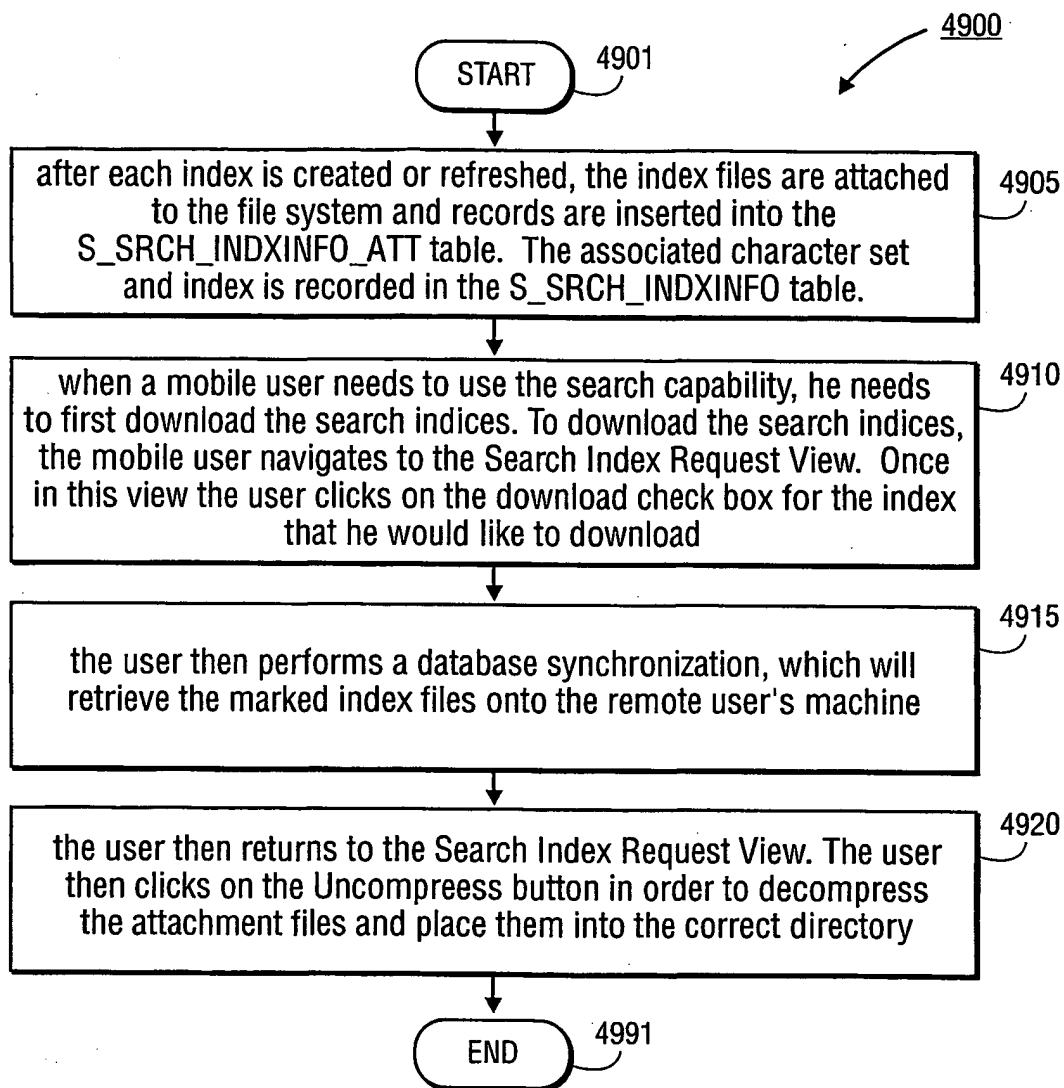 4900
START
4901
after each index is created or refreshed, the index files are attached
to the file system and records are inserted into the
S_SRCH_INDXINFO_ATT table. The associated character set
and index is recorded in the S_SRCH_INDXINFO table.
4905
when a mobile user needs to use the search capability, he needs
to first download the search indices. To download the search indices,
the mobile user navigates to the Search Index Request View. Once
in this view the user clicks on the download check box for the index
that he would like to download
4910
the user then performs a database synchronization, which will
retrieve the marked index files onto the remote user's machine
4915
the user then returns to the Search Index Request View. The user
then clicks on the Uncompreess button in order to decompress
the attachment files and place them into the correct directory
4920
END
4991